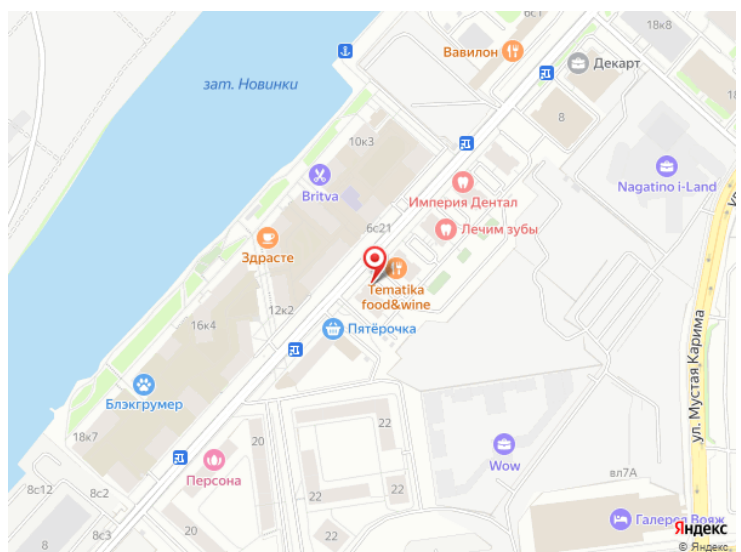 6с1
18к8
Вавилон
Декарт
зат. Новинки
8
10к3
Britva
Nagatino i-Land
Империя Дентал
6с21
Лечим зубы
Здрасте
Tematika
food&wine
12к2
Пятёрочка
16к4
ул. Мустая Карима
Блэкгрумер
18к7
20
22
22
Wow
20
Персона
8с12
8с2
22
вл7А
22
Галерея Вояж
8
8с3
Яндекс
© Яндекс